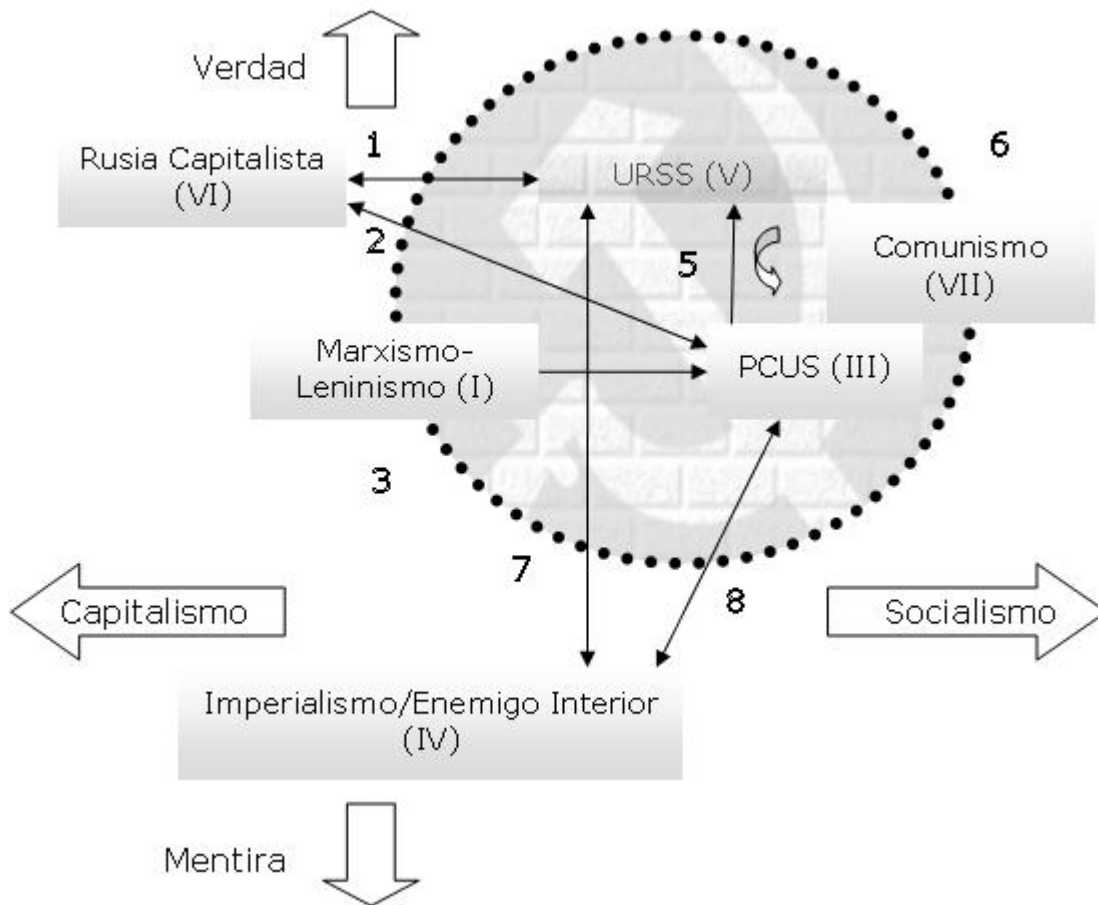 Verdad
1
6
Rusia Capitalista
(VI)
URSS (V)
2
5
Comunismo
(VII)
Marxismo-
Leninismo (I)
PCUS (III)
3
7
8
Capitalismo
Socialismo
Imperialismo/Enemigo Interior
(IV)
Mentira